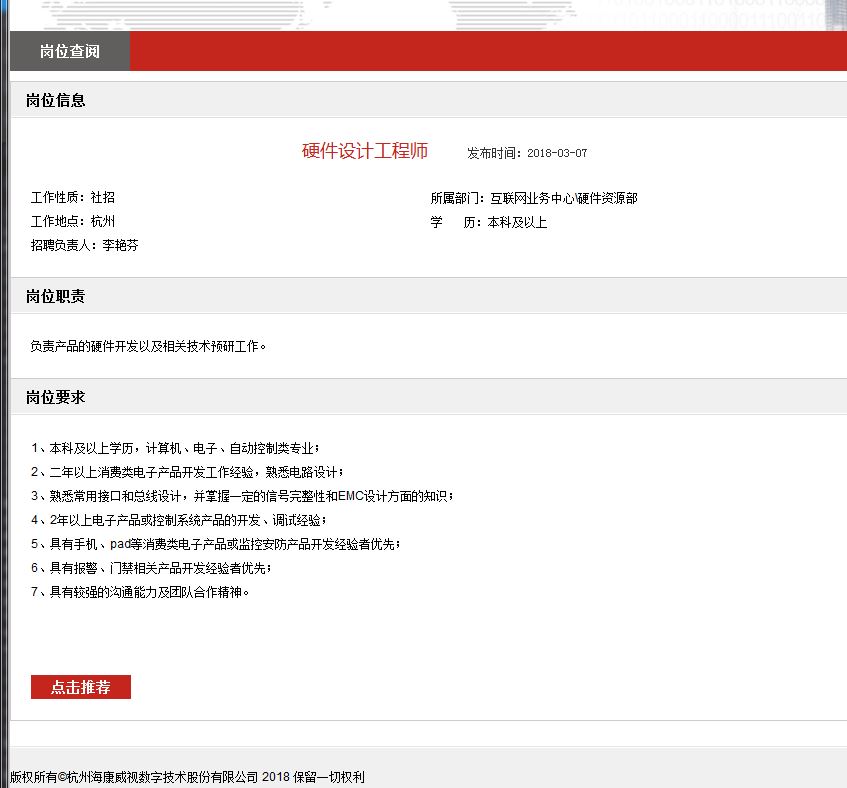 岗位查阅
岗位信息
硬件设计工程师 发布时间：2018-03-07
工作性质：社招 所属部门：互联网业务中心\硬件资源部
工作地点：杭州 学 历：本科及以上
招聘负责人：李艳芬
岗位职责
负责产品的硬件开发以及相关技术预研工作。
岗位要求
1、本科及以上学历，计算机、电子、自动控制类专业；
2、二年以上消费类电子产品开发工作经验，熟悉电路设计；
3、熟悉常用接口和总线设计，并掌握一定的信号完整性和EMC设计方面的知识；
4、2年以上电子产品或控制系统产品的开发、调试经验；
5、具有手机、pad等消费类电子产品或监控安防产品开发经验者优先；
6、具有报警、门禁相关产品开发经验者优先；
7、具有较强的沟通能力及团队合作精神。
点击推荐
版权所有©杭州海康威视数字技术股份有限公司 2018 保留一切权利